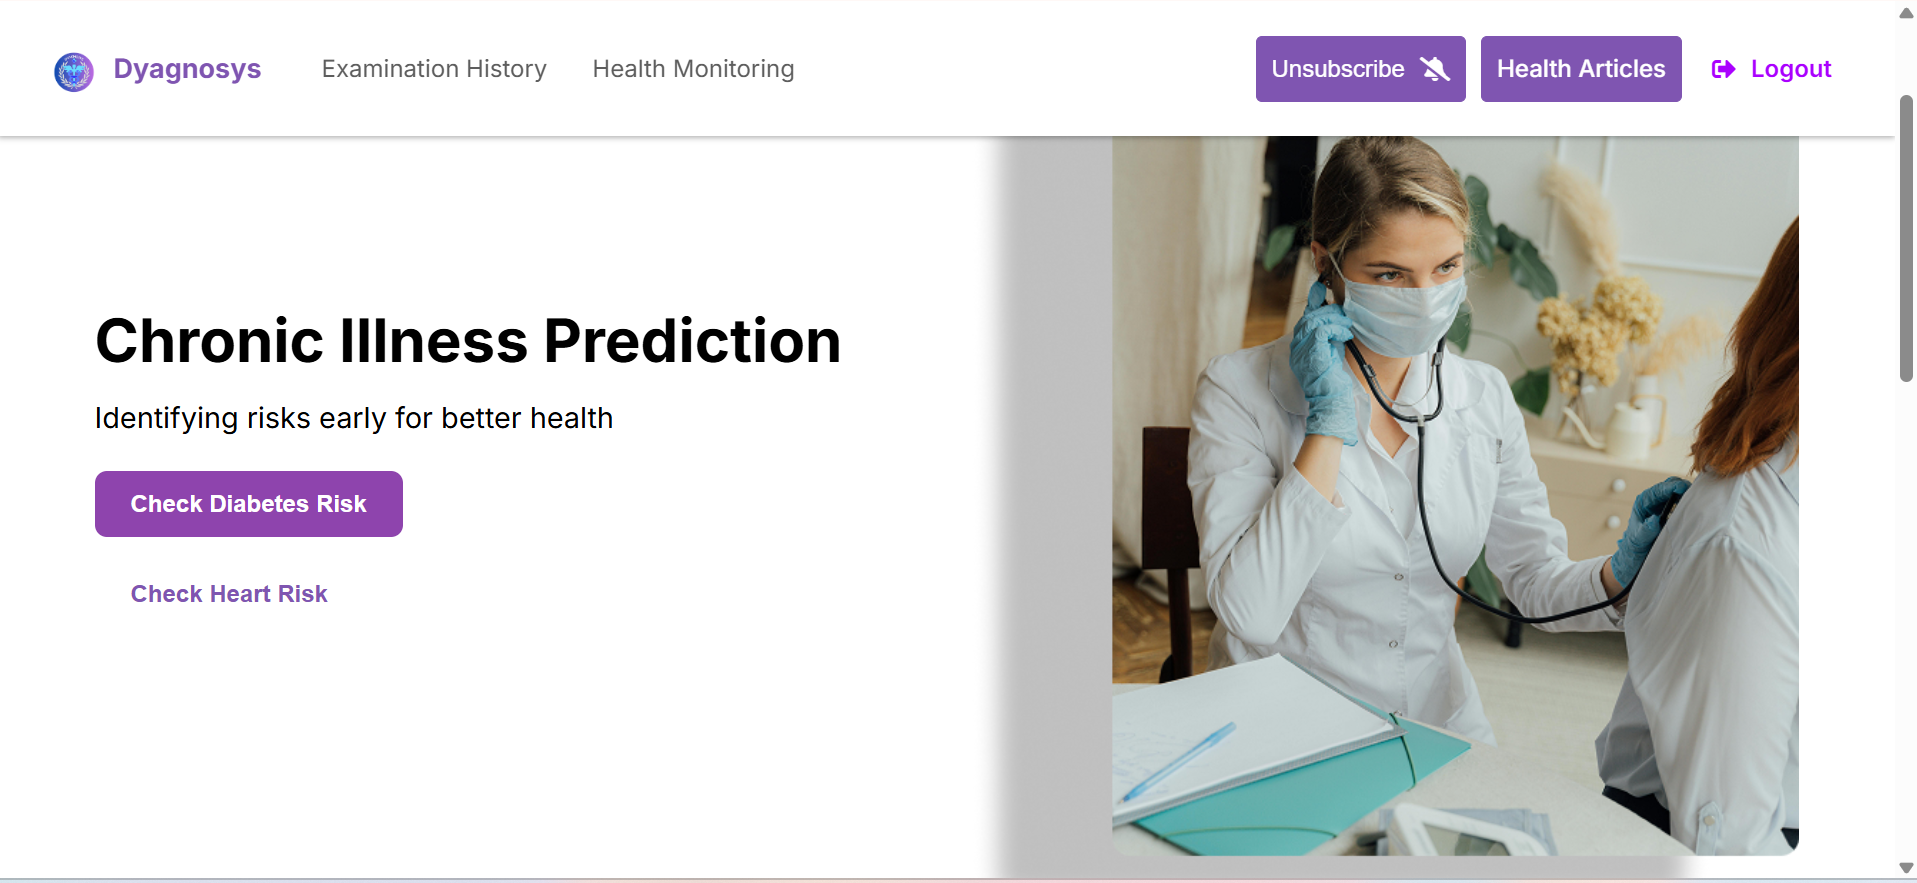 Dyagnosys
Examination History
Health Monitoring
Unsubscribe
Health Articles
Logout
Chronic Illness Prediction
Identifying risks early for better health
Check Diabetes Risk
Check Heart Risk